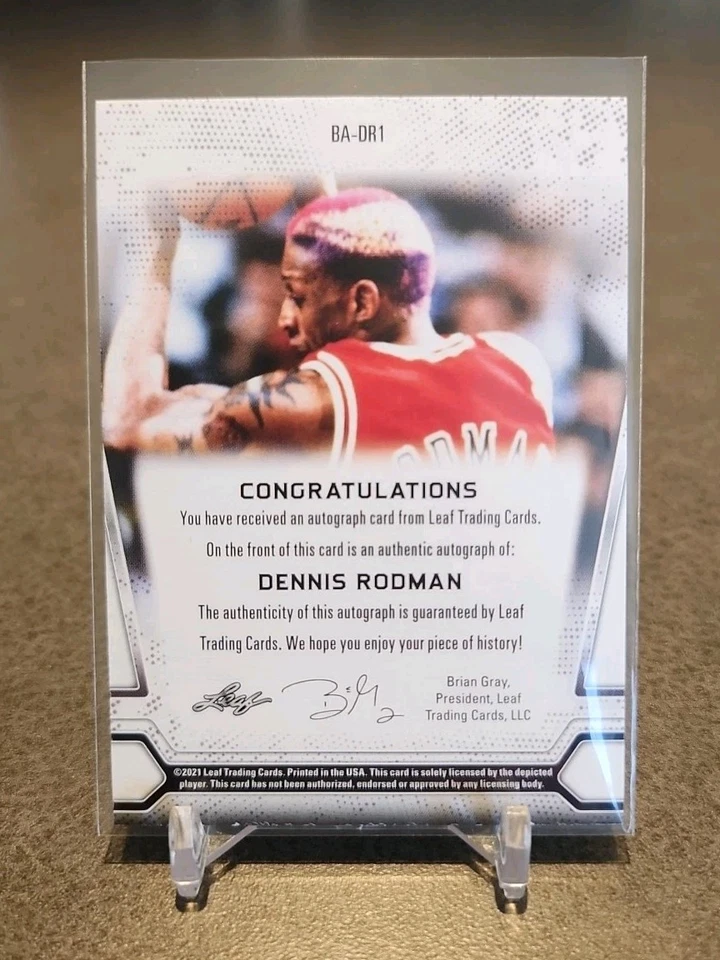 BA-DR1
CONGRATULATIONS
You have received an autograph card from Leaf Trading Cards.
On the front of this card is an authentic autograph of:
DENNIS RODMAN
The authenticity of this autograph is guaranteed by Leaf
Trading Cards. We hope you enjoy your piece of history!
Leaf
Brian Gray,
President, Leaf
Trading Cards, LLC
©2021 Leaf Trading Cards. Printed in the USA. This card is solely licensed by the depicted
player. This card has not been authorized, endorsed or approved by any licensing body.